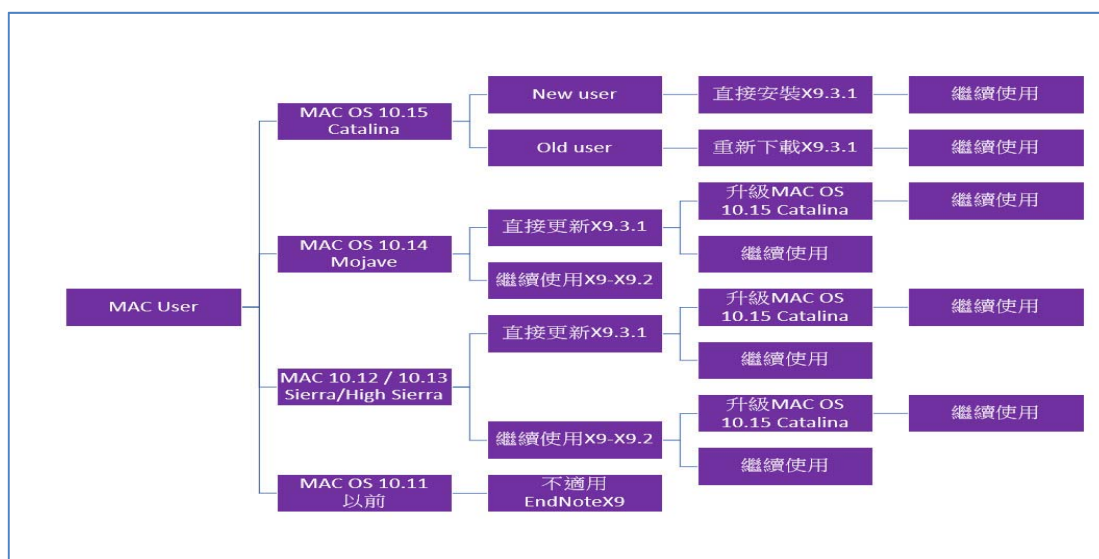 MAC User
MAC OS 10.15
Catalina
New user
直接安裝X9.3.1
繼續使用
Old user
重新下載X9.3.1
繼續使用
MAC OS 10.14
Mojave
直接更新X9.3.1
升級MAC OS
10.15 Catalina
繼續使用
繼續使用
繼續使用X9-X9.2
MAC 10.12 / 10.13
Sierra/High Sierra
直接更新X9.3.1
升級MAC OS
10.15 Catalina
繼續使用
繼續使用
繼續使用X9-X9.2
升級MAC OS
10.15 Catalina
繼續使用
繼續使用
MAC OS 10.11
以前
不適用
EndNoteX9